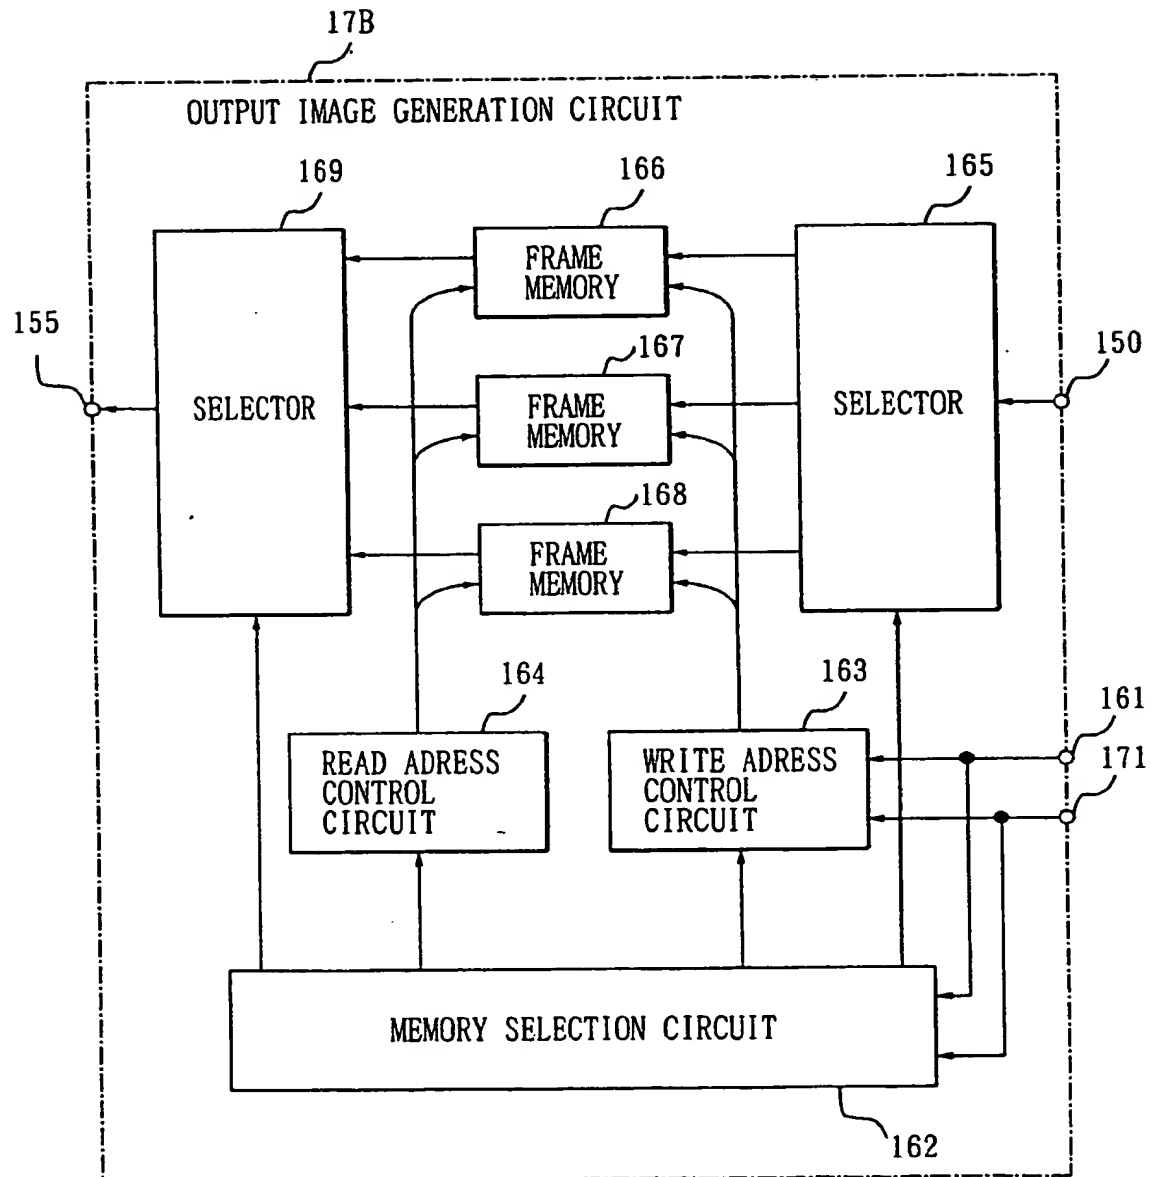 17B
OUTPUT IMAGE GENERATION CIRCUIT
169
166
165
FRAME
MEMORY
155
167
150
SELECTOR
FRAME
MEMORY
SELECTOR
168
FRAME
MEMORY
164
163
161
READ ADRESS
CONTROL
CIRCUIT
WRITE ADRESS
CONTROL
CIRCUIT
171
MEMORY SELECTION CIRCUIT
162